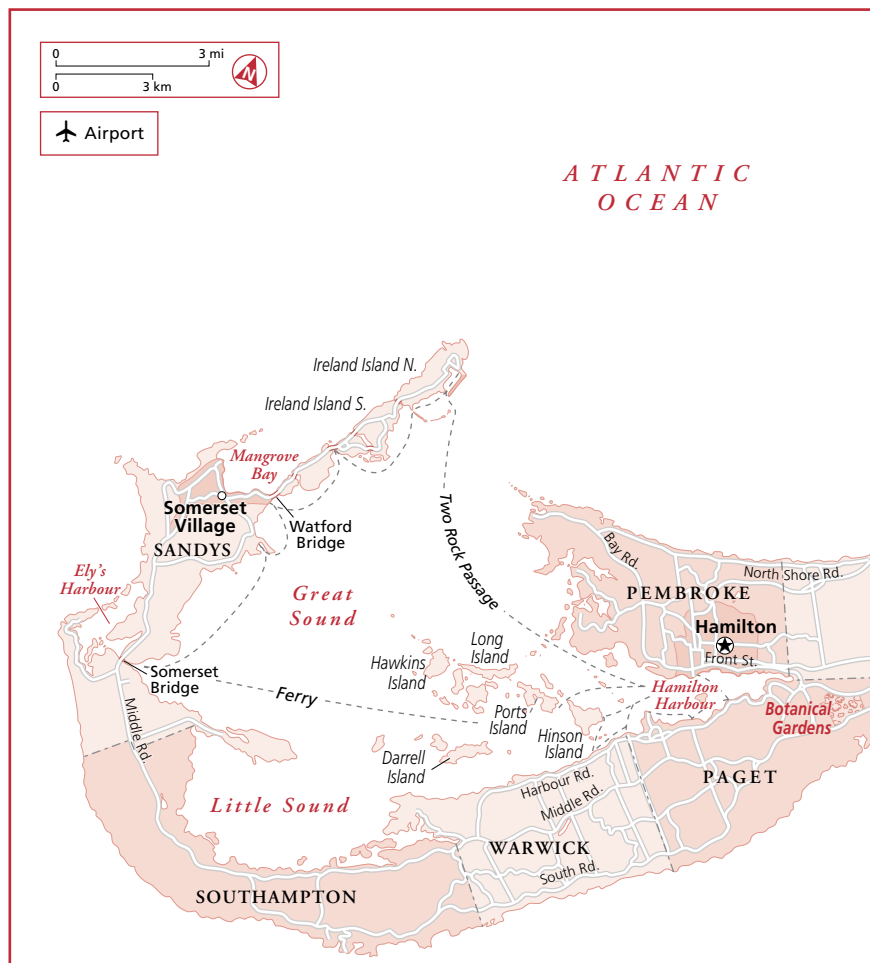 0 3 mi
0 3 km
N
Airport
ATLANTIC
OCEAN
Ireland Island N.
Ireland Island S.
Mangrove
Bay
Somerset
Village
Watford
Bridge
SANDYS
Two Rock Passage
Ely's
Harbour
Great
Sound
Bay Rd.
North Shore Rd.
PEMBROKE
Hamilton
Front St.
Long
Island
Hawkins
Island
Somerset
Bridge
Ferry
Ports
Island
Hamilton
Harbour
Botanical
Gardens
Middle Rd.
Hinson
Island
Darrell
Island
Harbour Rd.
PAGET
Middle Rd.
Little Sound
WARWICK
South Rd.
SOUTHAMPTON